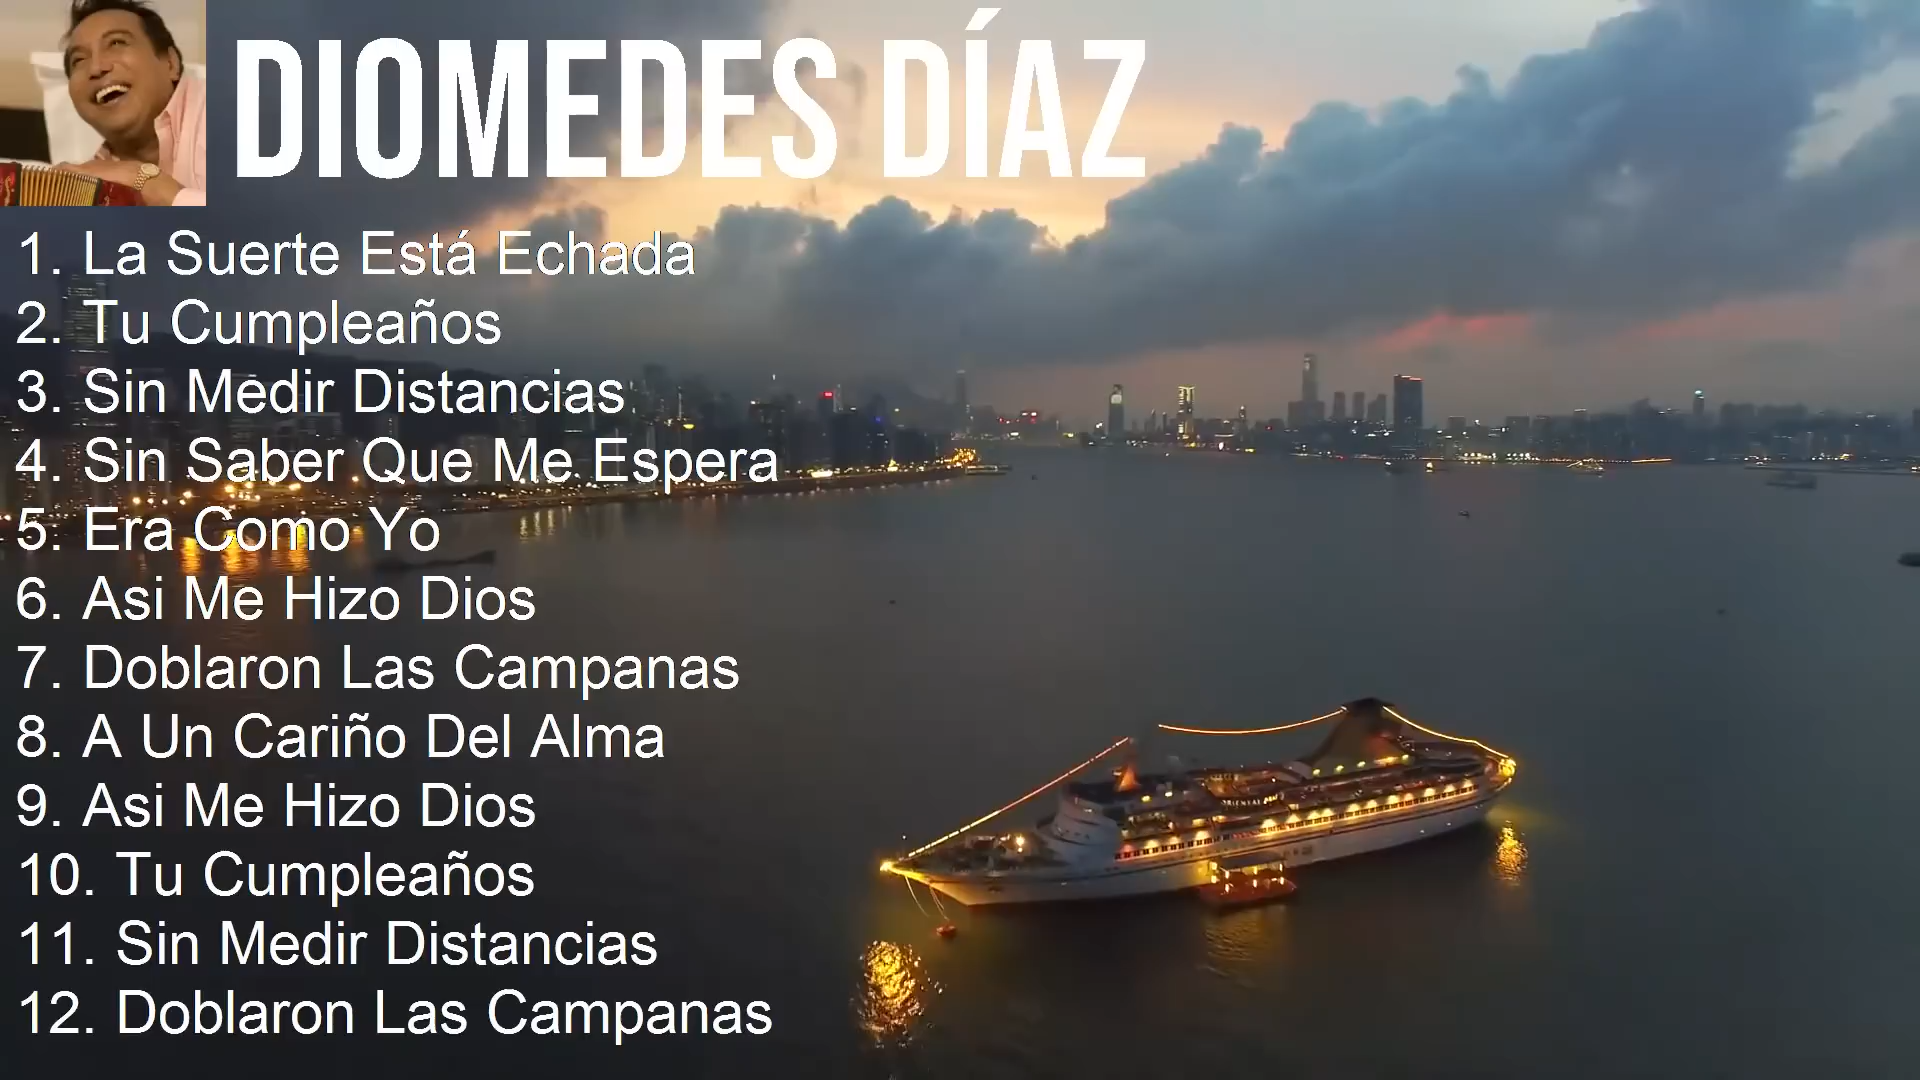 DIOMEDES DÍAZ
1. La Suerte Está Echada
2. Tu Cumpleaños
3. Sin Medir Distancias
4. Sin Saber Que Me Espera
5. Era Como Yo
6. Asi Me Hizo Dios
7. Doblaron Las Campanas
8. A Un Cariño Del Alma
9. Asi Me Hizo Dios
10. Tu Cumpleaños
11. Sin Medir Distancias
12. Doblaron Las Campanas